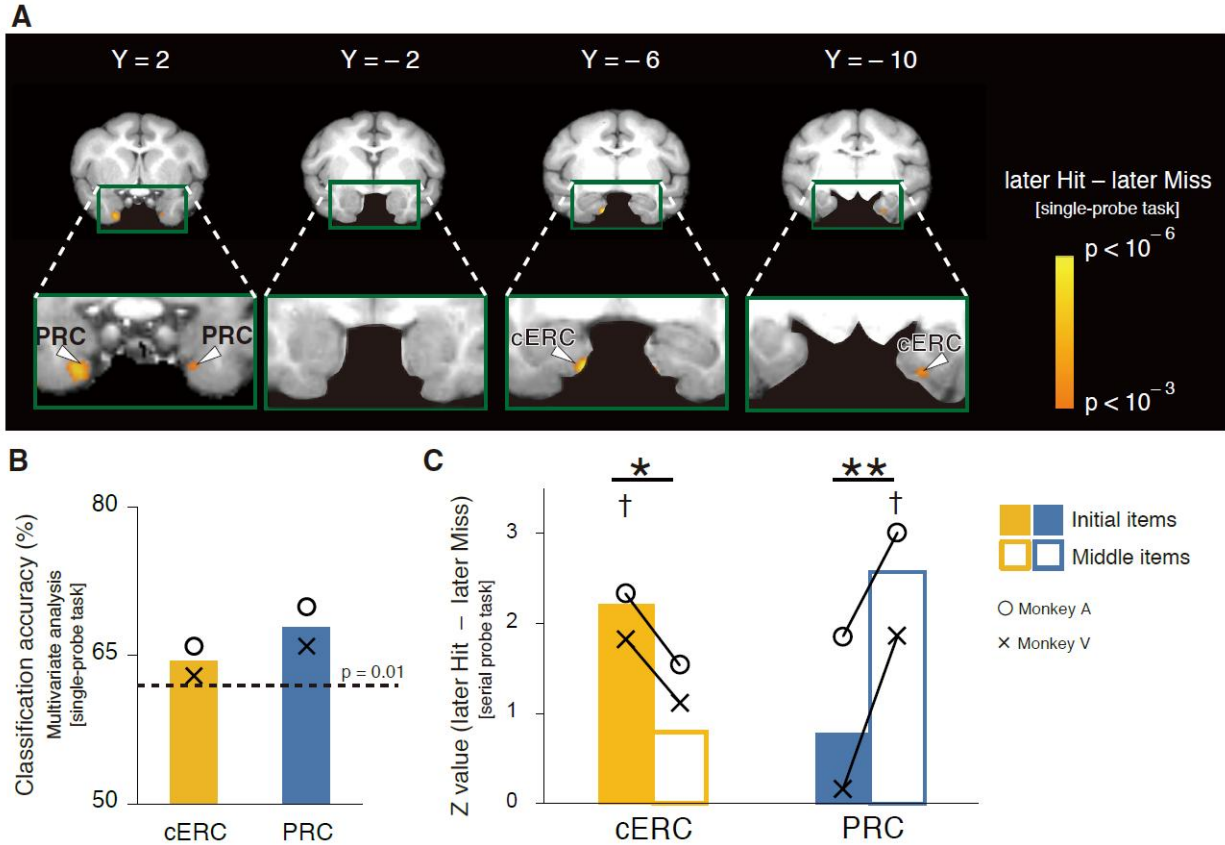 A
Y = 2
Y = – 2
Y = – 6
Y = – 10
later Hit – later Miss
[single-probe task]
p < 10 – 6
p < 10 – 3
PRC
PRC
cERC
cERC
B
Classification accuracy (%)
Multivariate analysis
[single-probe task]
80
65
50
p = 0.01
cERC
PRC
C
Z value (later Hit – later Miss)
[serial probe task]
3
2
1
0
*
**
†
†
cERC
PRC
Initial items
Middle items
Monkey A
Monkey V